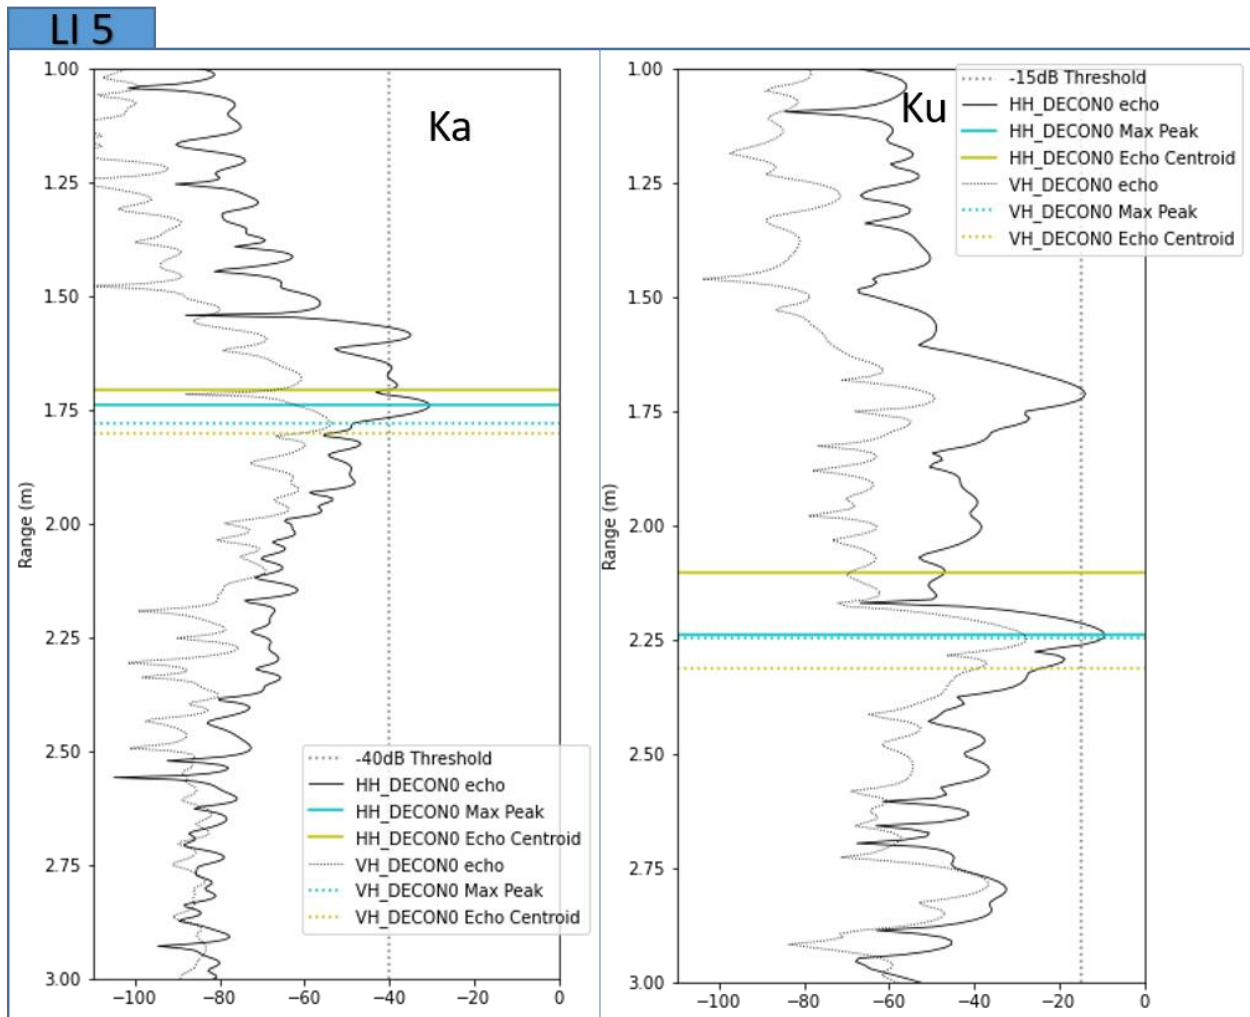 LI 5
Ka
1.00
1.25
1.50
1.75
2.00
2.25
2.50
2.75
3.00
Range (m)
−100
−80
−60
−40
−20
0
-40dB Threshold
HH_DECON0 echo
HH_DECON0 Max Peak
HH_DECON0 Echo Centroid
VH_DECON0 echo
VH_DECON0 Max Peak
VH_DECON0 Echo Centroid
Ku
1.00
1.25
1.50
1.75
2.00
2.25
2.50
2.75
3.00
Range (m)
−100
−80
−60
−40
−20
0
-15dB Threshold
HH_DECON0 echo
HH_DECON0 Max Peak
HH_DECON0 Echo Centroid
VH_DECON0 echo
VH_DECON0 Max Peak
VH_DECON0 Echo Centroid